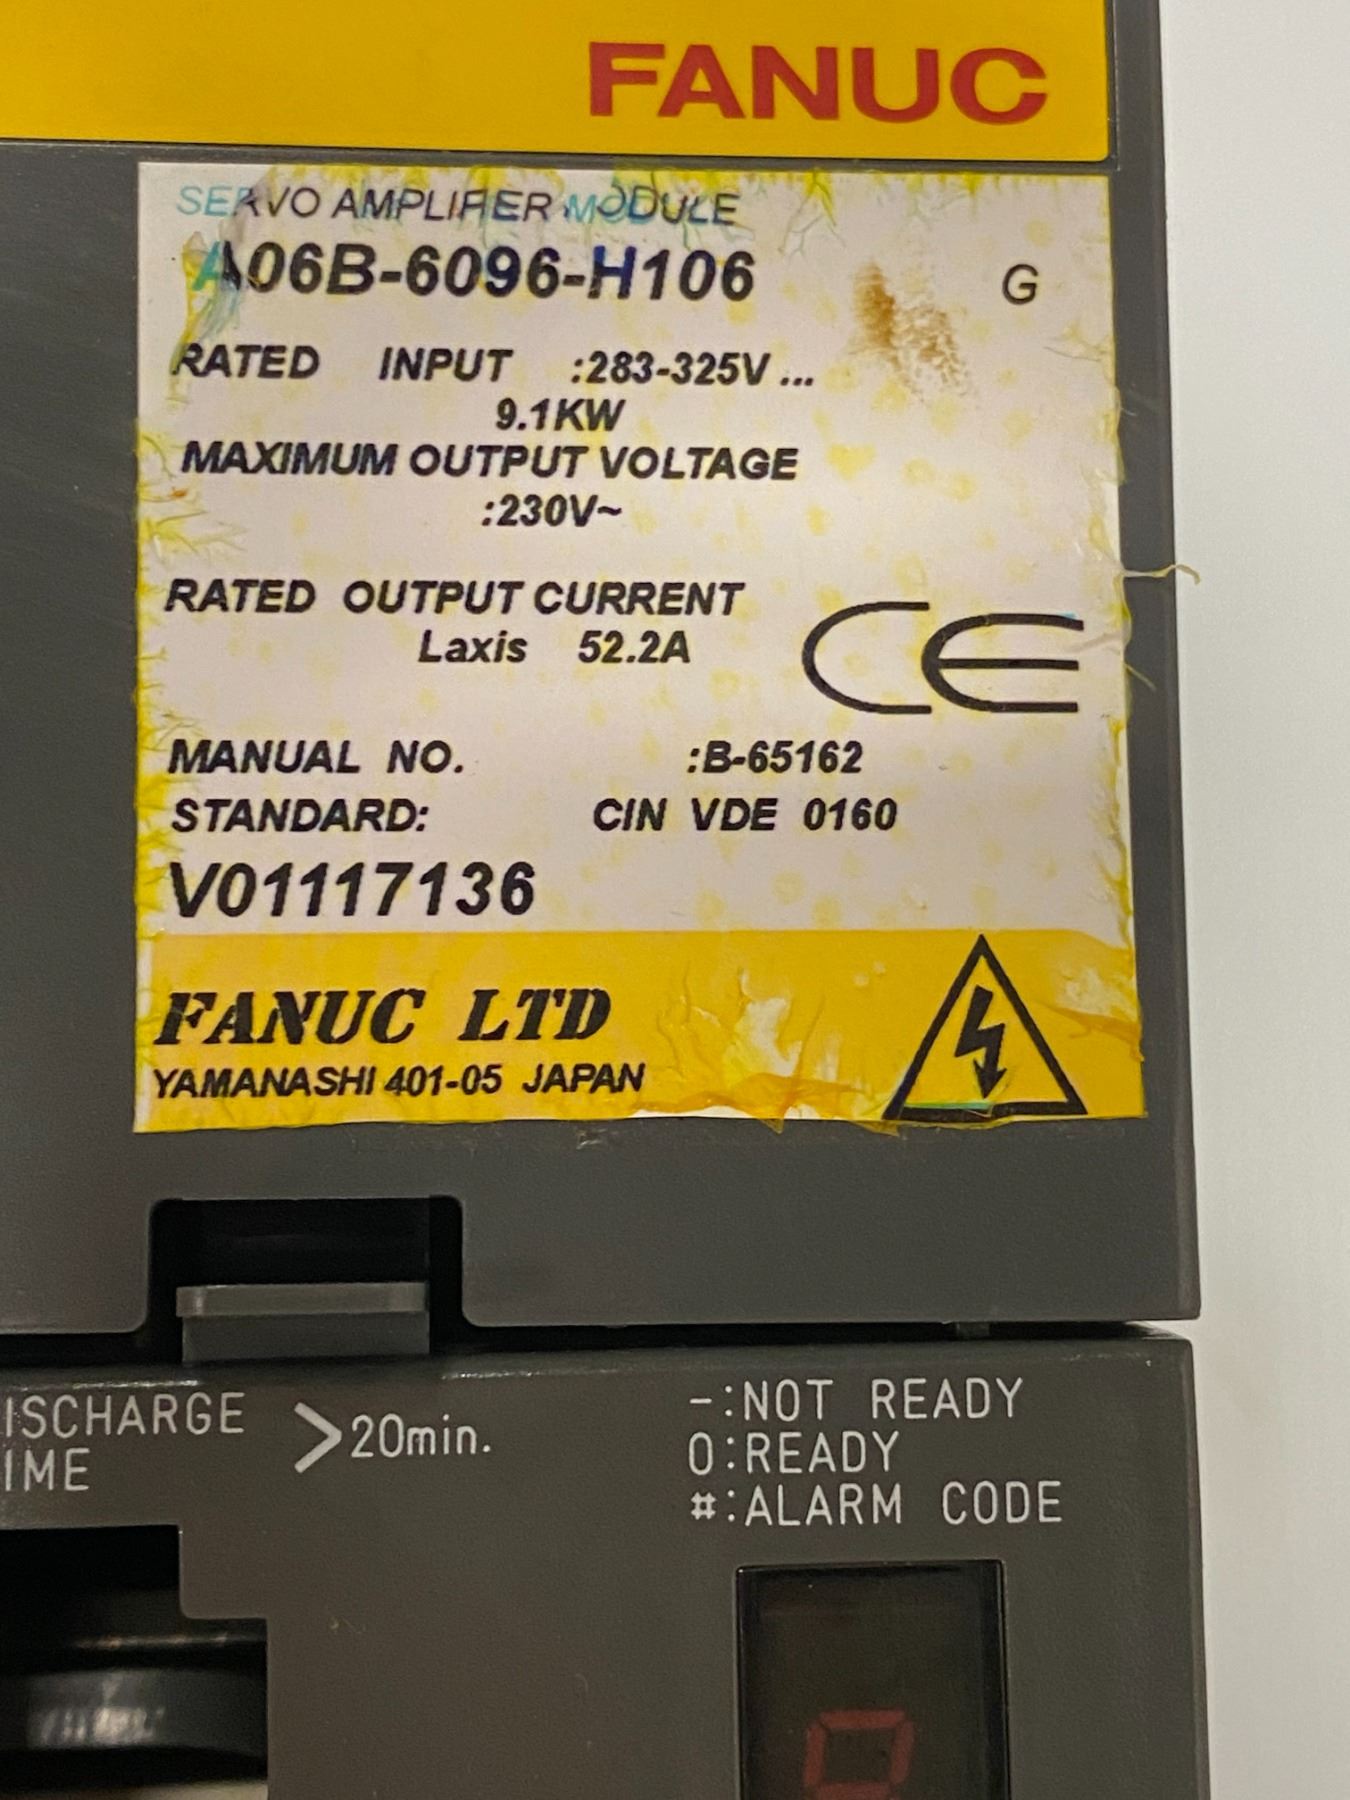 FANUC
SERVO AMPLIFIER MODULE
A06B-6096-H106 G
RATED INPUT :283-325V ...
9.1KW
MAXIMUM OUTPUT VOLTAGE
:230V~
RATED OUTPUT CURRENT
Laxis 52.2A
CE
MANUAL NO. :B-65162
STANDARD: CIN VDE 0160
V01117136
FANUC LTD
YAMANASHI 401-05 JAPAN
ISCHARGE
IME
>20min.
-:NOT READY
0:READY
#:ALARM CODE